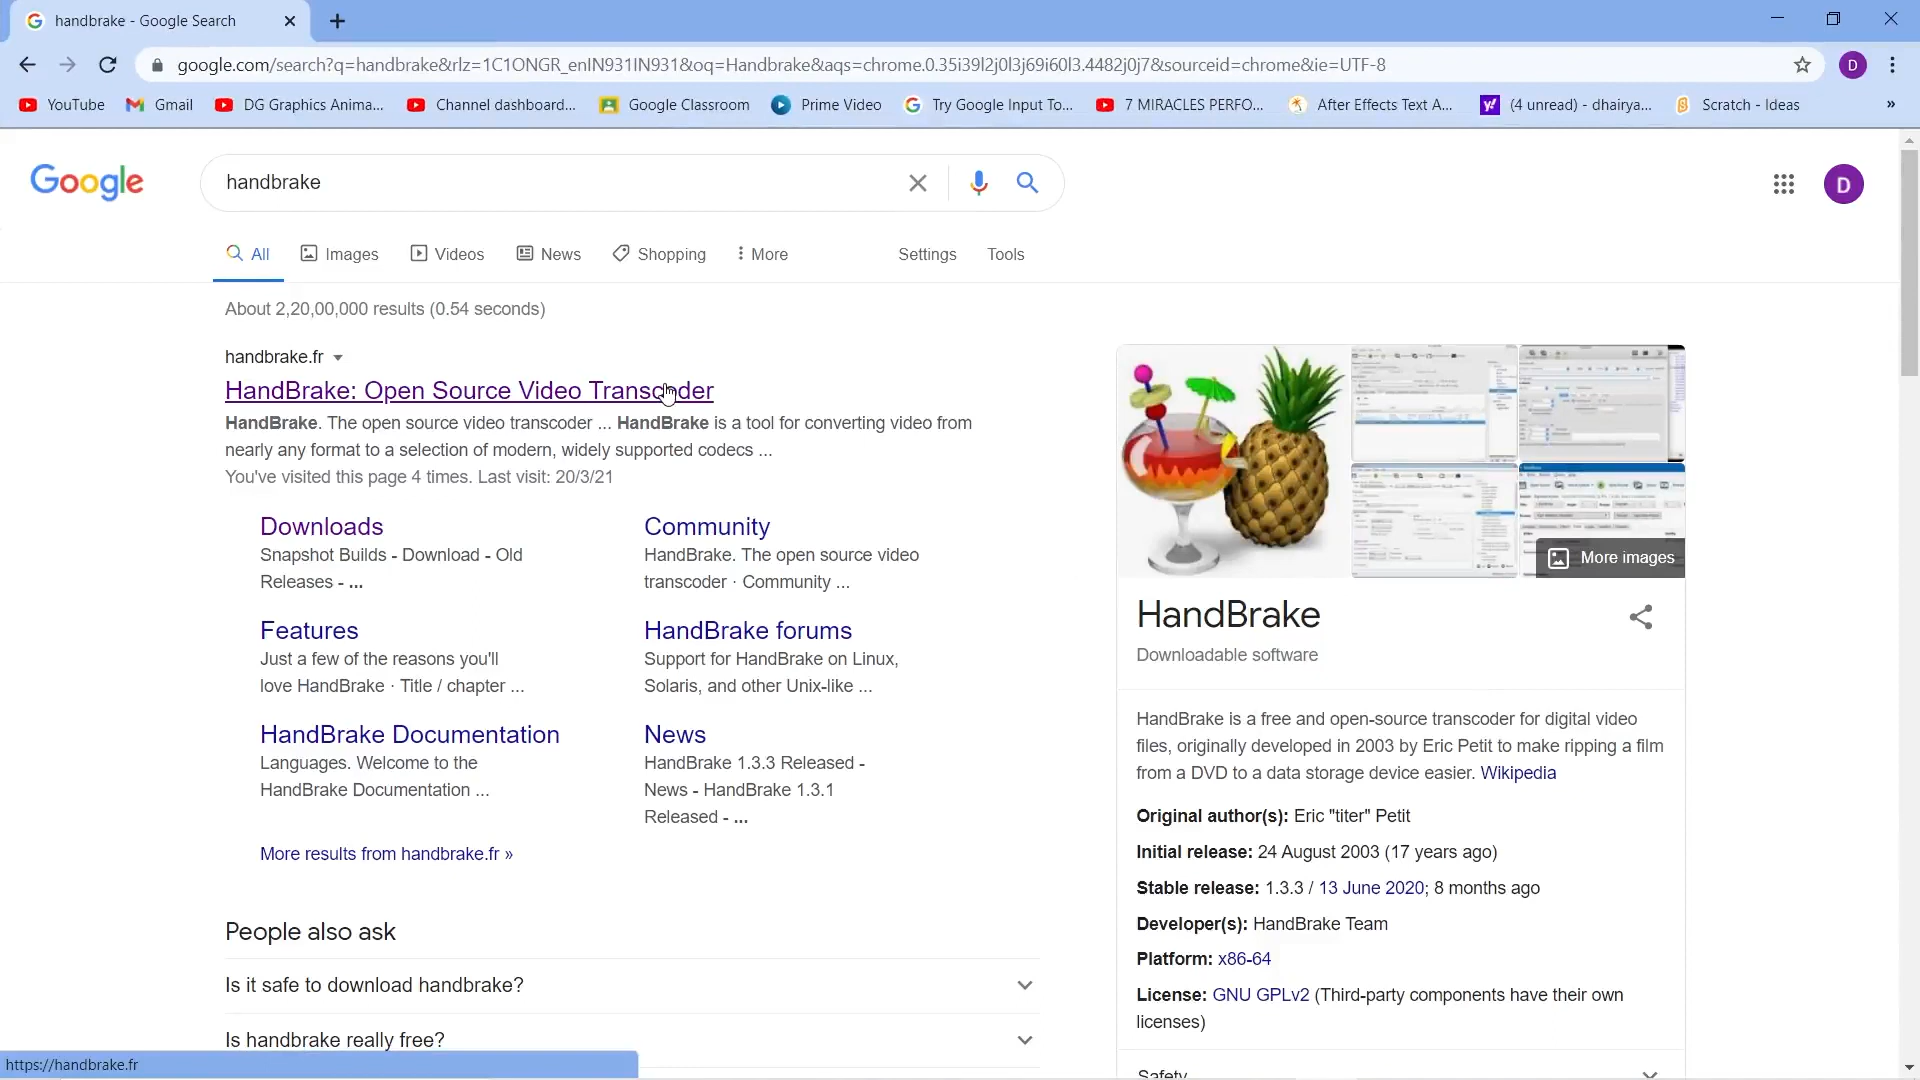 handbrake - Google Search
google.com/search?q=handbrake&rlz=1C1ONGR_enIN931IN931&oq=Handbrake&aqs=chrome.0.35i39l2j0l3j69i60l3.4482j0j7&sourceid=chrome&ie=UTF-8
D
YouTube
Gmail
DG Graphics Anima...
Channel dashboard...
Google Classroom
Prime Video
Try Google Input To...
7 MIRACLES PERFO...
After Effects Text A...
(4 unread) - dhairya...
Scratch - Ideas
»
Google
handbrake
D
All
Images
Videos
News
Shopping
More
Settings
Tools
About 2,20,00,000 results (0.54 seconds)
handbrake.fr
HandBrake: Open Source Video Transcoder
HandBrake. The open source video transcoder ... HandBrake is a tool for converting video from
nearly any format to a selection of modern, widely supported codecs ...
You've visited this page 4 times. Last visit: 20/3/21
Downloads
Snapshot Builds - Download - Old
Releases - ...
Community
HandBrake. The open source video
transcoder · Community ...
Features
Just a few of the reasons you'll
love HandBrake · Title / chapter ...
HandBrake forums
Support for HandBrake on Linux,
Solaris, and other Unix-like ...
HandBrake Documentation
Languages. Welcome to the
HandBrake Documentation ...
News
HandBrake 1.3.3 Released -
News - HandBrake 1.3.1
Released - ...
More results from handbrake.fr »
People also ask
Is it safe to download handbrake?
Is handbrake really free?
https://handbrake.fr
More images
HandBrake
Downloadable software
HandBrake is a free and open-source transcoder for digital video
files, originally developed in 2003 by Eric Petit to make ripping a film
from a DVD to a data storage device easier. Wikipedia
Original author(s): Eric "titer" Petit
Initial release: 24 August 2003 (17 years ago)
Stable release: 1.3.3 / 13 June 2020; 8 months ago
Developer(s): HandBrake Team
Platform: x86-64
License: GNU GPLv2 (Third-party components have their own
licenses)
Safety